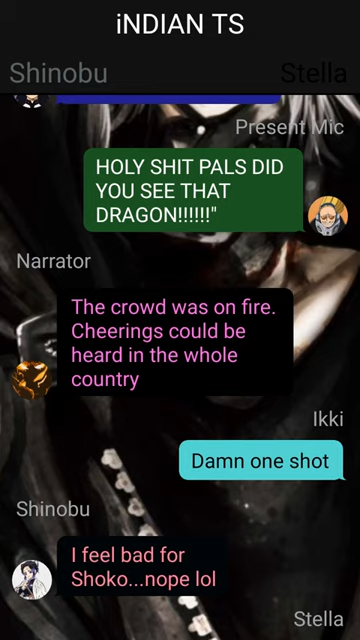 iNDIAN TS
Shinobu
Stella
Present Mic
HOLY SHIT PALS DID
YOU SEE THAT
DRAGON!!!!!!"
Narrator
The crowd was on fire.
Cheerings could be
heard in the whole
country
Ikki
Damn one shot
Shinobu
I feel bad for
Shoko...nope lol
Stella